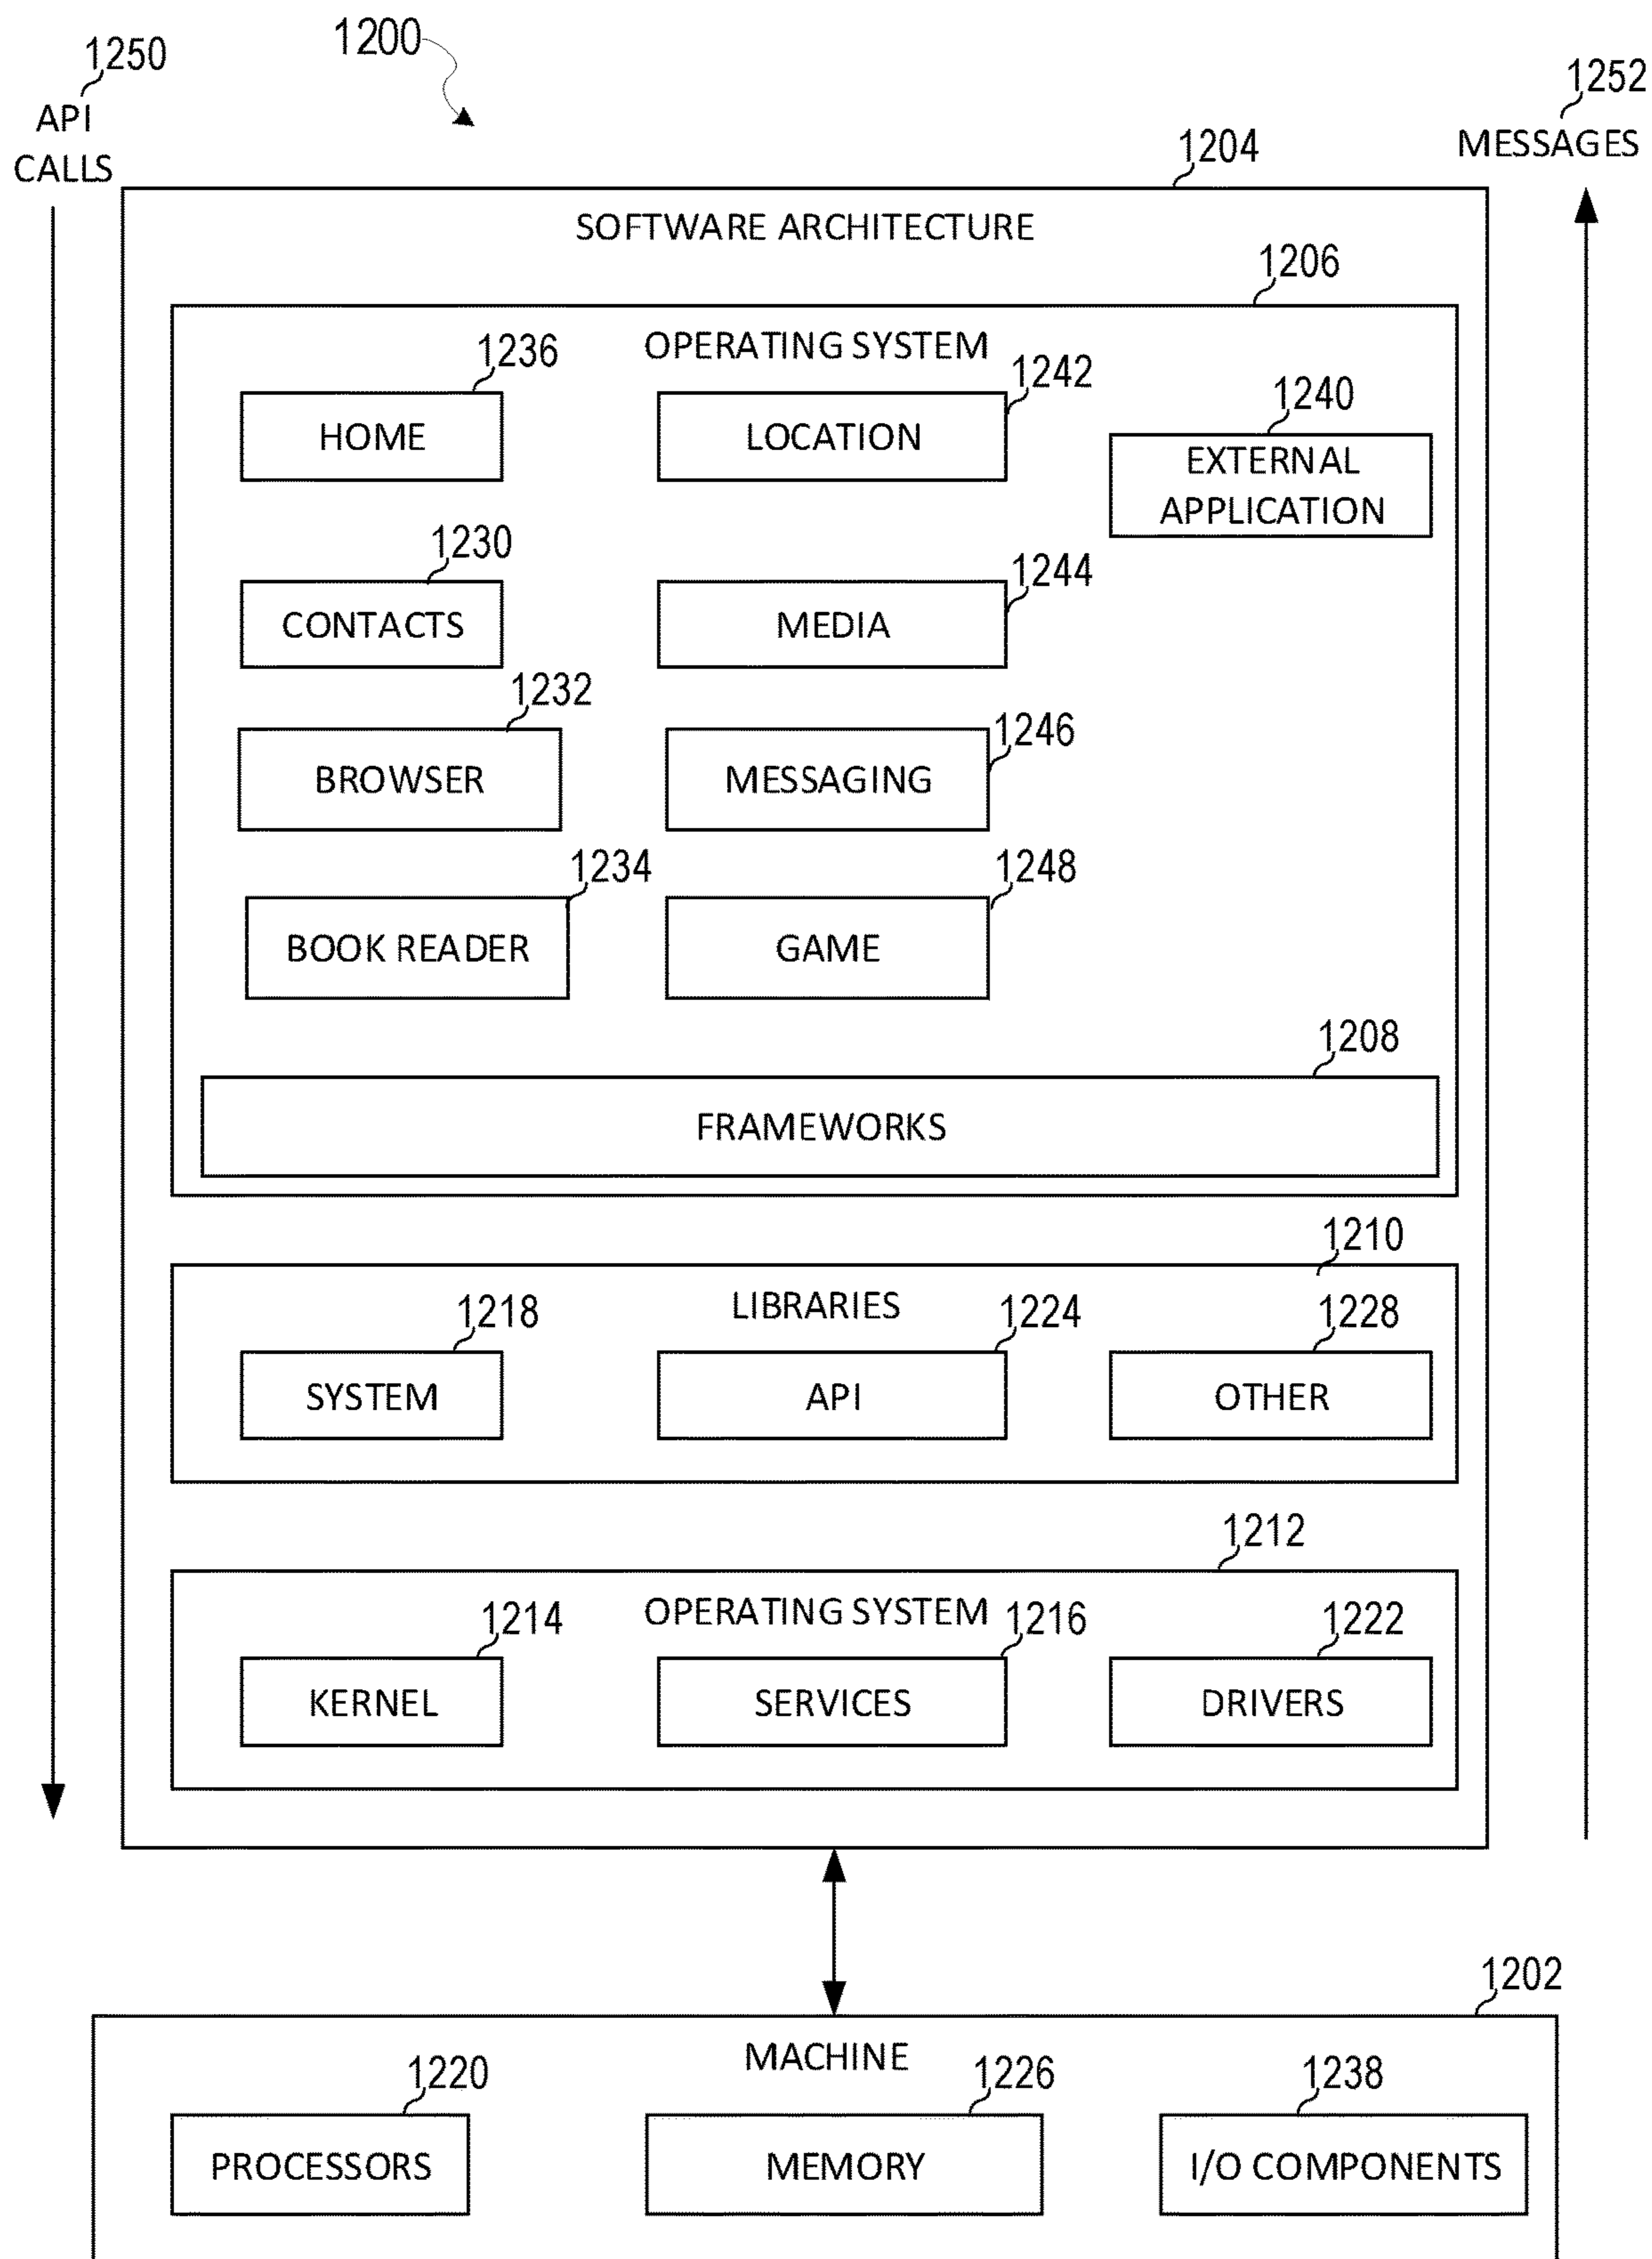 1200
1250
API
CALLS
1252
MESSAGES
1204
SOFTWARE ARCHITECTURE
1206
OPERATING SYSTEM
1236
HOME
1242
LOCATION
1240
EXTERNAL
APPLICATION
1230
CONTACTS
1244
MEDIA
1232
BROWSER
1246
MESSAGING
1234
BOOK READER
1248
GAME
1208
FRAMEWORKS
1210
LIBRARIES
1218
SYSTEM
1224
API
1228
OTHER
1212
OPERATING SYSTEM
1214
KERNEL
1216
SERVICES
1222
DRIVERS
1202
MACHINE
1220
PROCESSORS
1226
MEMORY
1238
I/O COMPONENTS